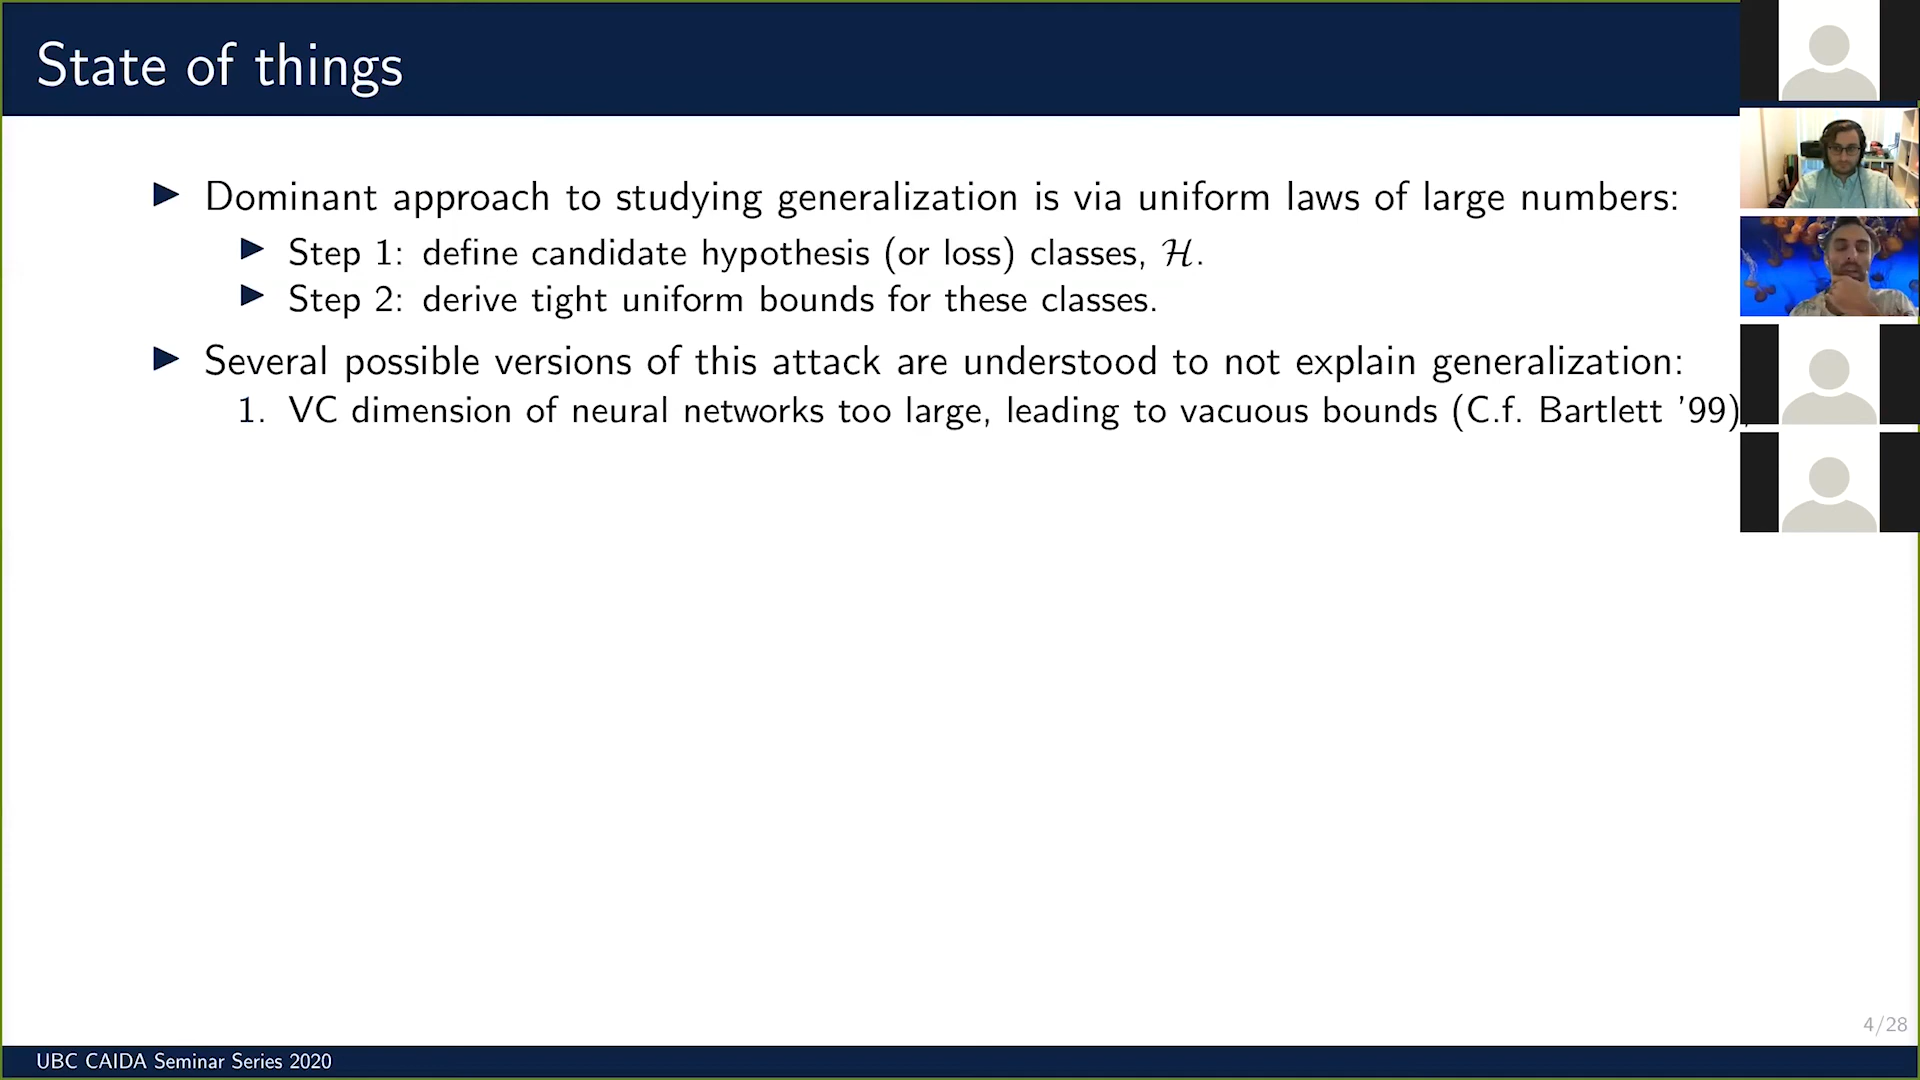 State of things
▶ Dominant approach to studying generalization is via uniform laws of large numbers:
▶ Step 1: define candidate hypothesis (or loss) classes, ℋ.
▶ Step 2: derive tight uniform bounds for these classes.
▶ Several possible versions of this attack are understood to not explain generalization:
1. VC dimension of neural networks too large, leading to vacuous bounds (C.f. Bartlett '99),
4/28
UBC CAIDA Seminar Series 2020